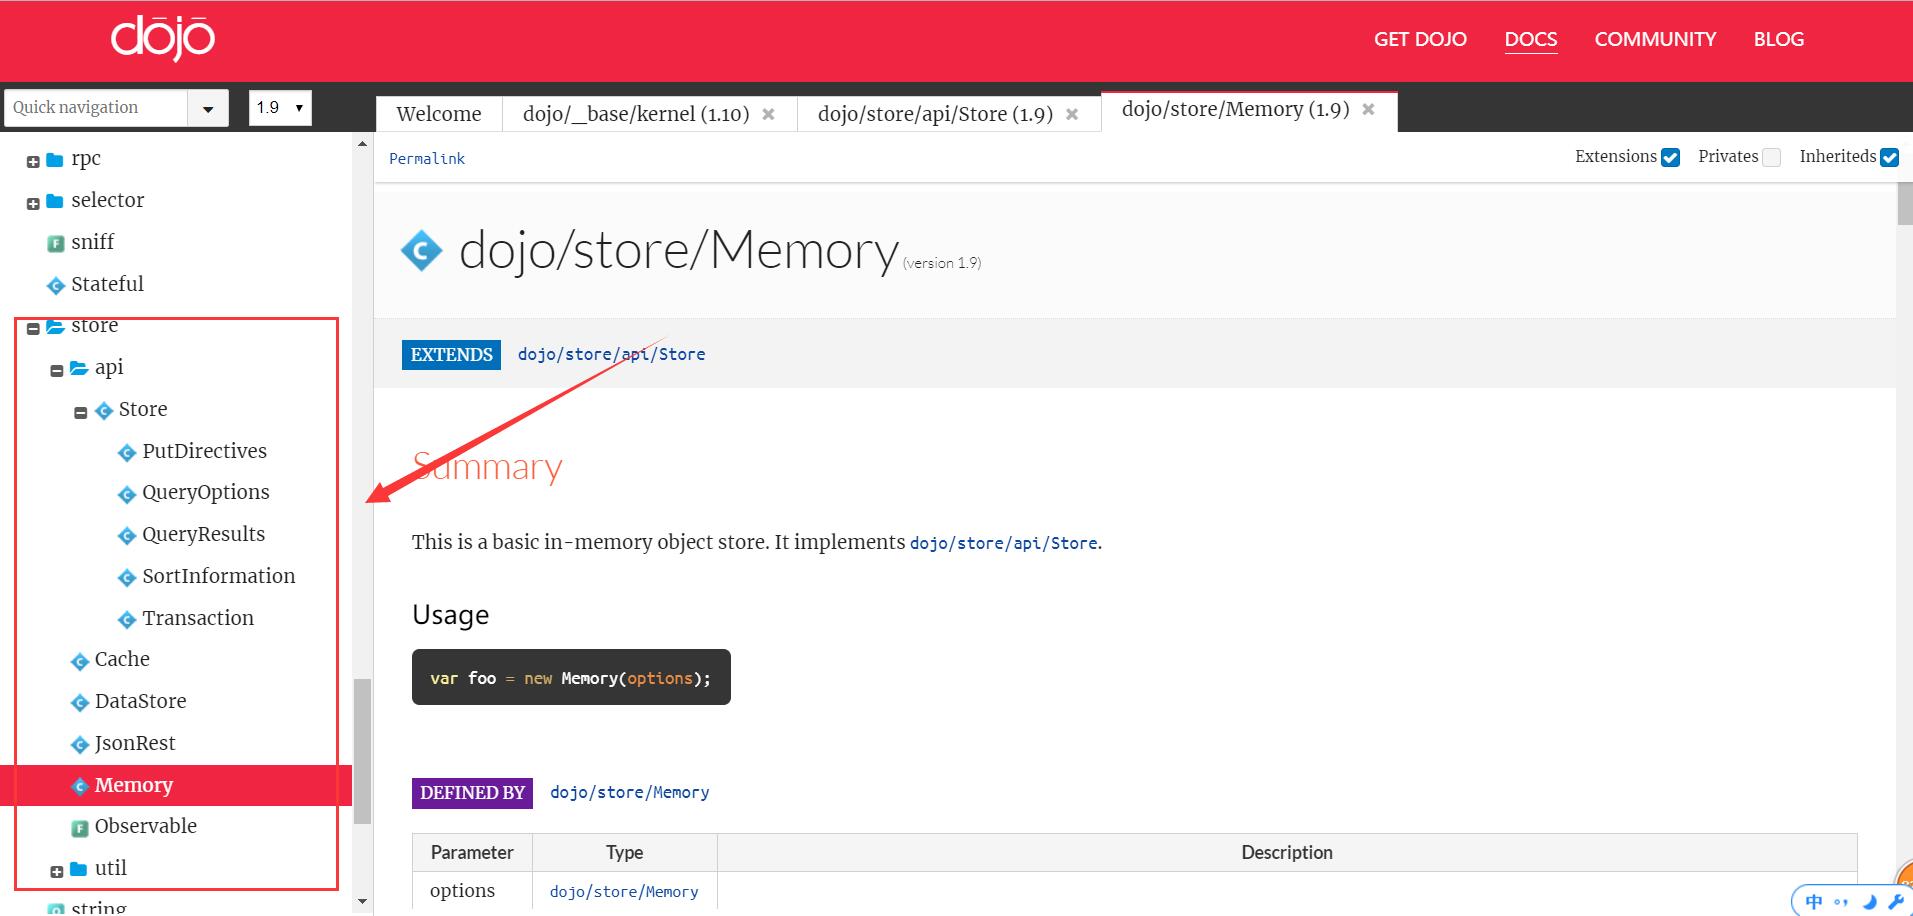 dōjō
GET DOJO DOCS COMMUNITY BLOG
Quick navigation 1.9
Welcome dojo/_base/kernel (1.10) dojo/store/api/Store (1.9) dojo/store/Memory (1.9)
Permalink Extensions Privates Inheriteds
rpc
selector
sniff
Stateful
store
api
Store
PutDirectives
QueryOptions
QueryResults
SortInformation
Transaction
Cache
DataStore
JsonRest
Memory
Observable
util
string
dojo/store/Memory (version 1.9)
EXTENDS dojo/store/api/Store
Summary
This is a basic in-memory object store. It implements dojo/store/api/Store.
Usage
var foo = new Memory(options);
DEFINED BY dojo/store/Memory
Parameter Type Description
options dojo/store/Memory
中